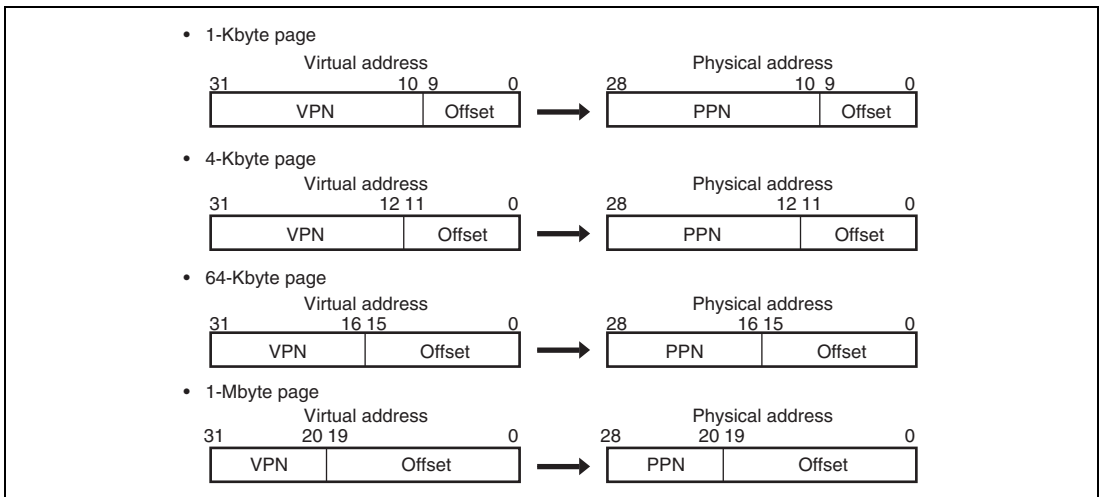 • 1-Kbyte page
Virtual address Physical address
31 10 9 0 28 10 9 0
VPN Offset PPN Offset
• 4-Kbyte page
Virtual address Physical address
31 12 11 0 28 12 11 0
VPN Offset PPN Offset
• 64-Kbyte page
Virtual address Physical address
31 16 15 0 28 16 15 0
VPN Offset PPN Offset
• 1-Mbyte page
Virtual address Physical address
31 20 19 0 28 20 19 0
VPN Offset PPN Offset